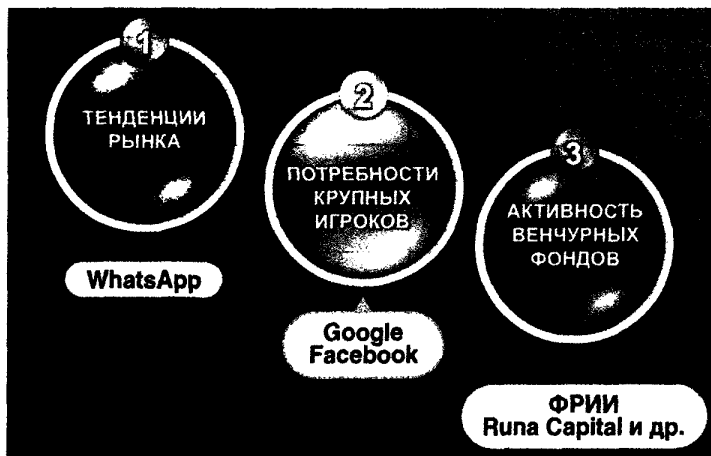 1
ТЕНДЕНЦИИ
РЫНКА
WhatsApp
2
ПОТРЕБНОСТИ
КРУПНЫХ
ИГРОКОВ
Google
Facebook
3
АКТИВНОСТЬ
ВЕНЧУРНЫХ
ФОНДОВ
ФРИИ
Runa Capital и др.